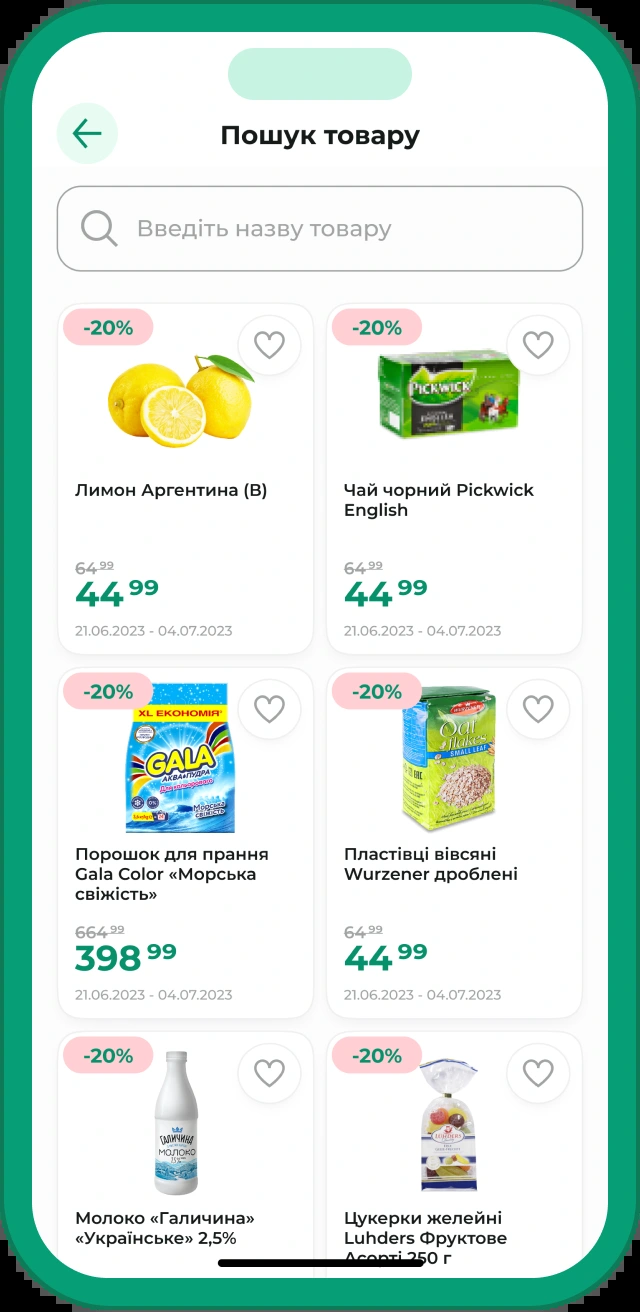 Пошук товару
Введіть назву товару
-20%
-20%
PICKWICK
Лимон Аргентина (В)
Чай чорний Pickwick
English
64 99
44 99
21.06.2023 - 04.07.2023
64 99
44 99
21.06.2023 - 04.07.2023
-20%
XL ЕКОНОМІЯ
GALA
АКВА-ПУДРА
Морська
свіжість
-20%
Oat
flakes
SMALL LEAF
Порошок для прання
Gala Color «Морська
свіжість»
Пластівці вівсяні
Wurzener дроблені
664 99
398 99
21.06.2023 - 04.07.2023
64 99
44 99
21.06.2023 - 04.07.2023
-20%
ГАЛИЧИНА
МОЛОКО
-20%
LUHDERS
Молоко «Галичина»
«Українське» 2,5%
Цукерки желейні
Luhders Фруктове
Асорті 250 г